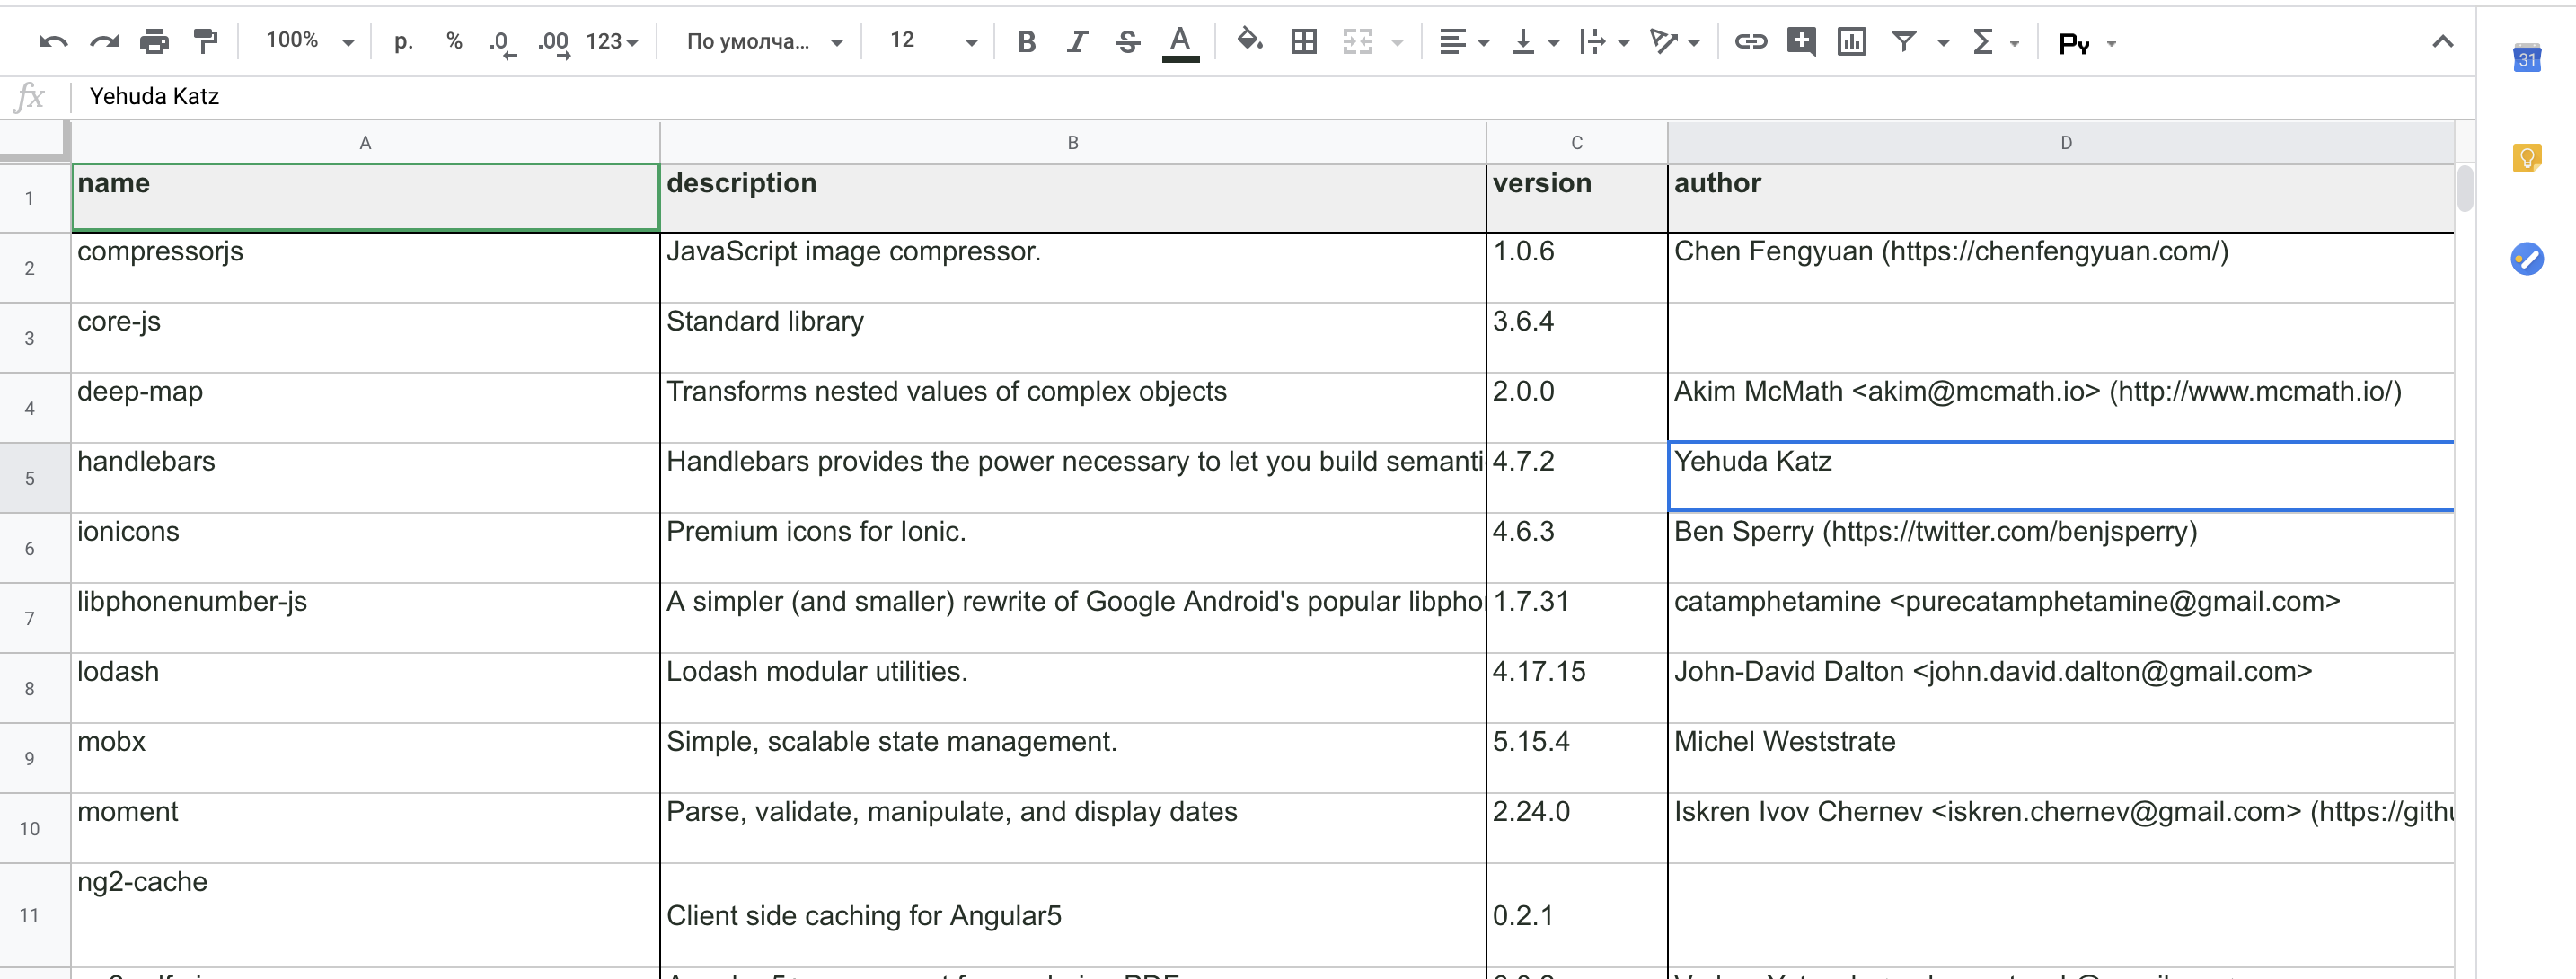 100% р. % .0 .00 123 По умолча... 12 B I S A Σ Ру 31
fx Yehuda Katz
A B C D
1 name description version author
2 compressorjs JavaScript image compressor. 1.0.6 Chen Fengyuan (https://chenfengyuan.com/)
3 core-js Standard library 3.6.4
4 deep-map Transforms nested values of complex objects 2.0.0 Akim McMath <akim@mcmath.io> (http://www.mcmath.io/)
5 handlebars Handlebars provides the power necessary to let you build semanti 4.7.2 Yehuda Katz
6 ionicons Premium icons for Ionic. 4.6.3 Ben Sperry (https://twitter.com/benjsperry)
7 libphonenumber-js A simpler (and smaller) rewrite of Google Android's popular libpho 1.7.31 catamphetamine <purecatamphetamine@gmail.com>
8 lodash Lodash modular utilities. 4.17.15 John-David Dalton <john.david.dalton@gmail.com>
9 mobx Simple, scalable state management. 5.15.4 Michel Weststrate
10 moment Parse, validate, manipulate, and display dates 2.24.0 Iskren Ivov Chernev <iskren.chernev@gmail.com> (https://githu
11 ng2-cache Client side caching for Angular5 0.2.1